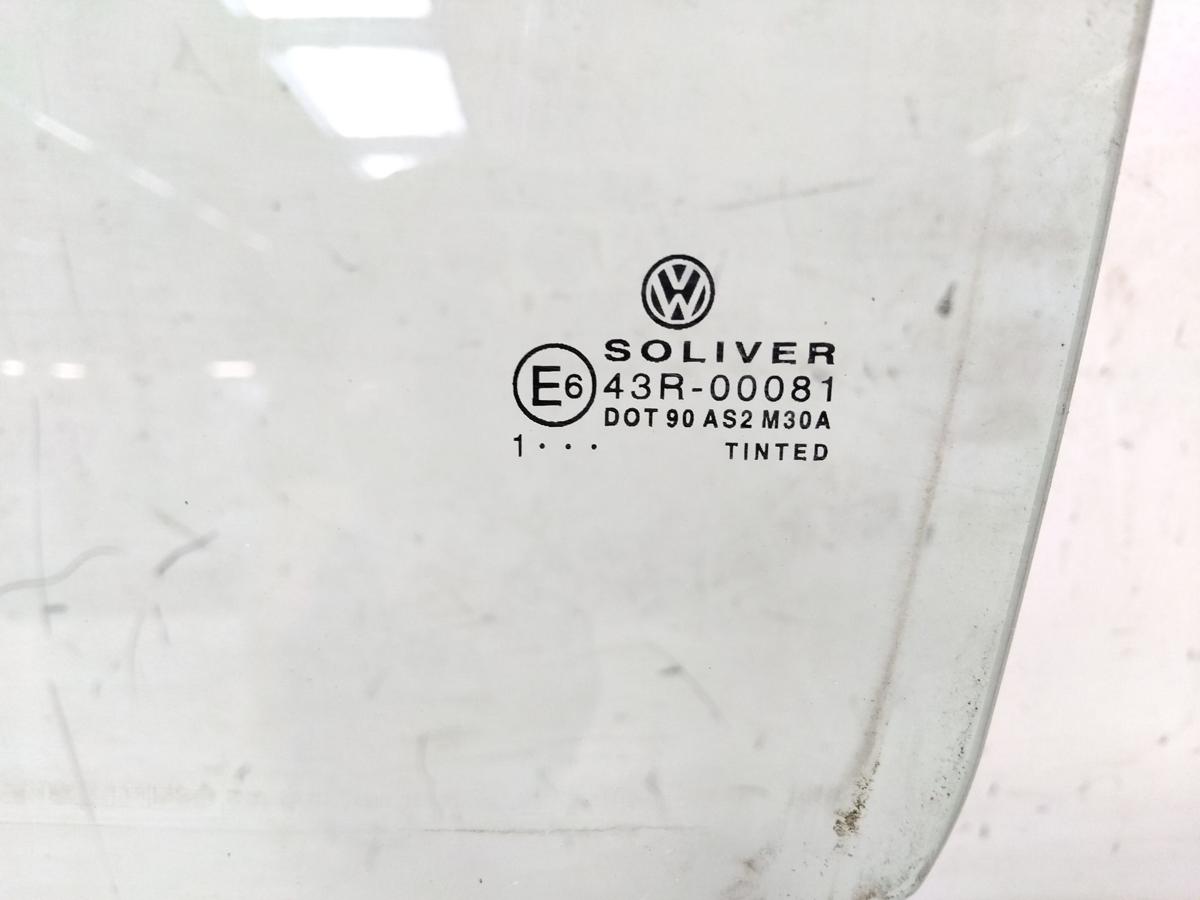 SOLIVER
E6 43R-00081
DOT 90 AS2 M30A
1 · · · TINTED